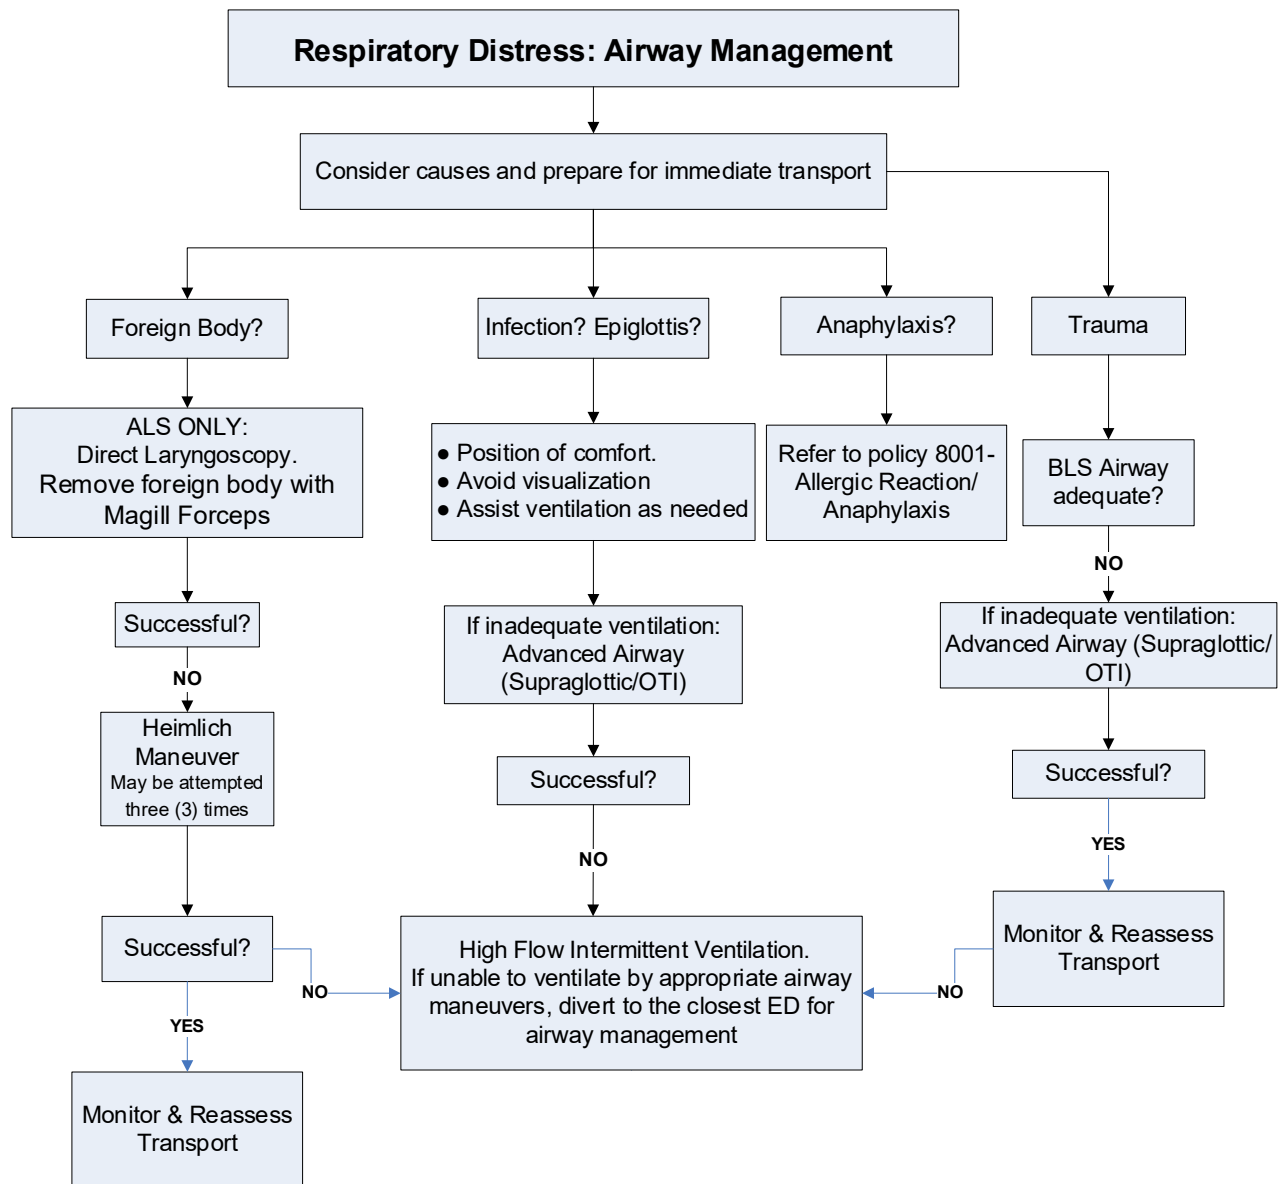 Respiratory Distress: Airway Management
Consider causes and prepare for immediate transport
Foreign Body?
Infection? Epiglottis?
Anaphylaxis?
Trauma
ALS ONLY:
Direct Laryngoscopy.
Remove foreign body with
Magill Forceps
● Position of comfort.
● Avoid visualization
● Assist ventilation as needed
Refer to policy 8001-
Allergic Reaction/
Anaphylaxis
BLS Airway
adequate?
NO
Successful?
If inadequate ventilation:
Advanced Airway
(Supraglottic/OTI)
If inadequate ventilation:
Advanced Airway (Supraglottic/
OTI)
NO
Heimlich
Maneuver
May be attempted
three (3) times
Successful?
Successful?
NO
YES
Successful?
NO
High Flow Intermittent Ventilation.
If unable to ventilate by appropriate airway
maneuvers, divert to the closest ED for
airway management
NO
Monitor & Reassess
Transport
YES
Monitor & Reassess
Transport